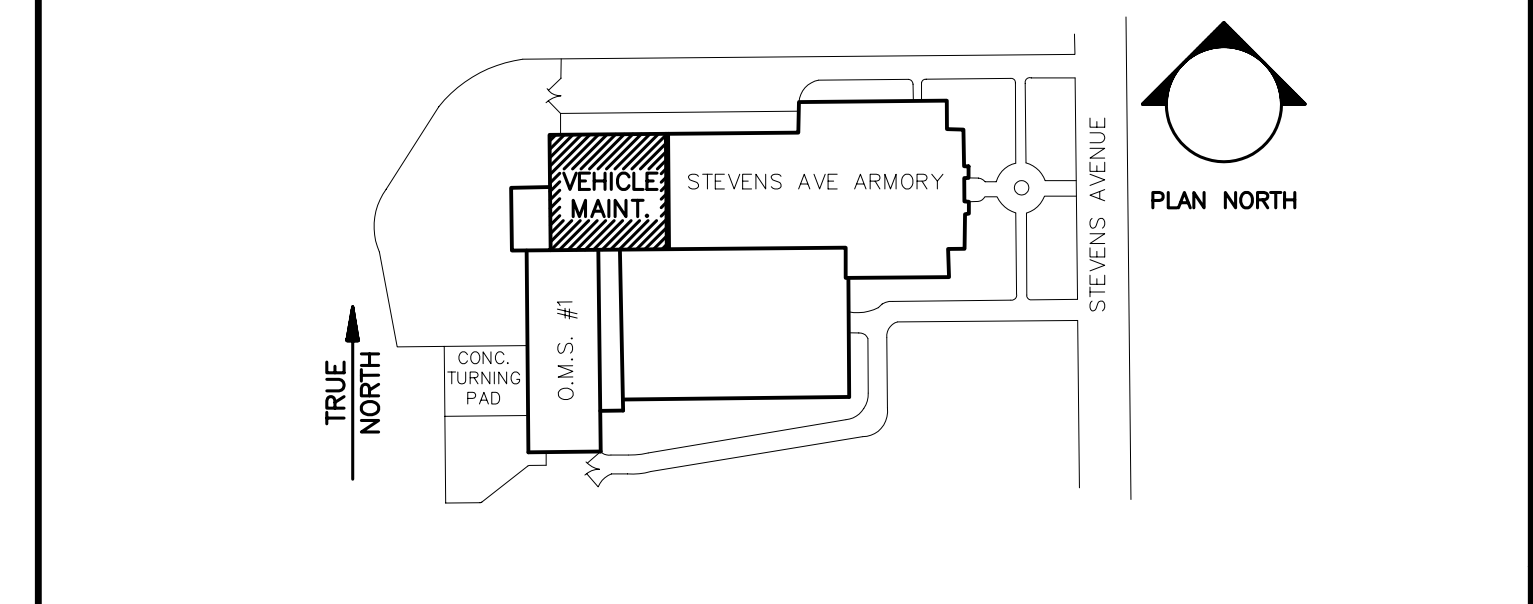 VEHICLE
MAINT.
STEVENS AVE ARMORY
STEVENS AVENUE
PLAN NORTH
O.M.S. #1
CONC.
TURNING
PAD
TRUE
NORTH